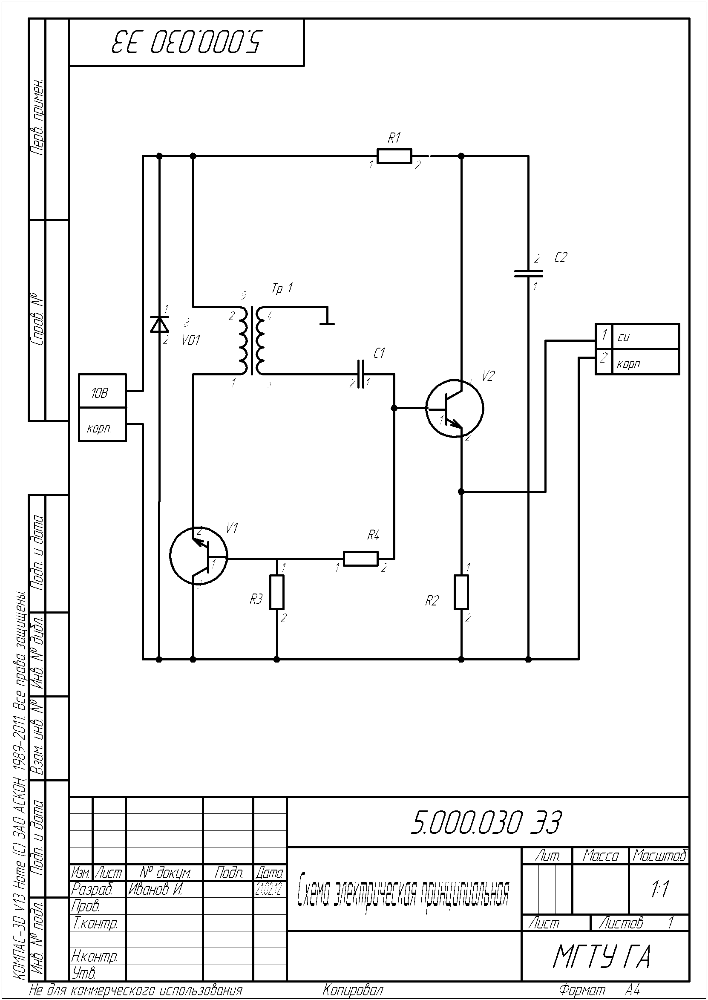 5.000.030 ЭЗ
Перв. примен.
Справ. №
R1
1
2
2
C2
1
9
Тр 1
2
4
1
8
VD1
2
1
3
C1
2
1
1
си
2
корп.
10В
корп.
3
V2
1
2
2
V1
1
3
R4
1
2
1
R3
2
1
R2
2
Подп. и дата
Инв. № дубл.
Взам. инв. №
Подп. и дата
Инв. № подл.
КОМПАС-3D V13 Home (С) ЗАО АСКОН, 1989-2011. Все права защищены.
5.000.030 ЭЗ
Изм. Лист № докум. Подп. Дата
Разраб. Иванов И. 21.02.12
Пров.
Т.контр.
Н.контр.
Утв.
Схема электрическая принципиальная
Лит. Масса Масштаб
1:1
Лист Листов 1
МГТУ ГА
Не для коммерческого использования Копировал Формат А4